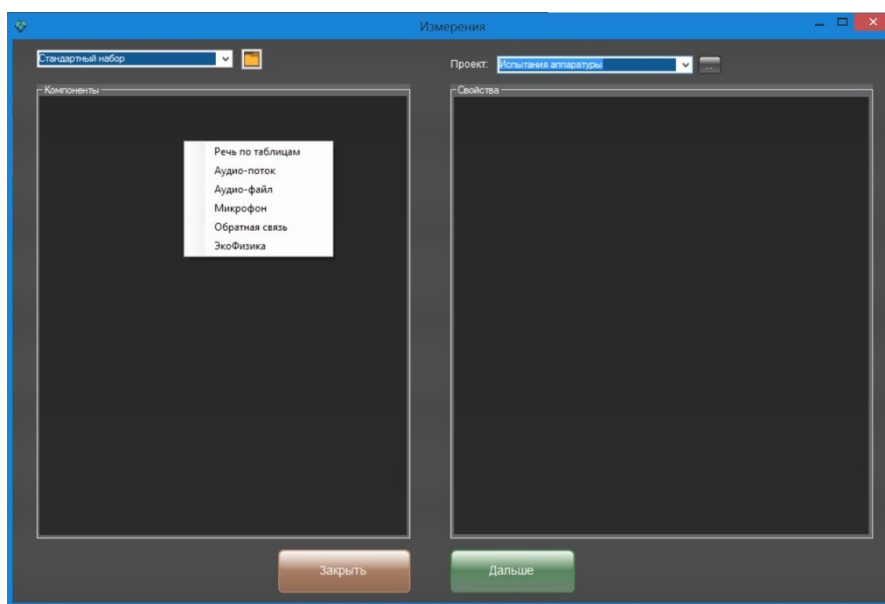 Измерения
Стандартный набор
Проект: Испытания аппаратуры ...
Компоненты
Свойства
Речь по таблицам
Аудио-поток
Аудио-файл
Микрофон
Обратная связь
ЭкоФизика
Закрыть
Дальше